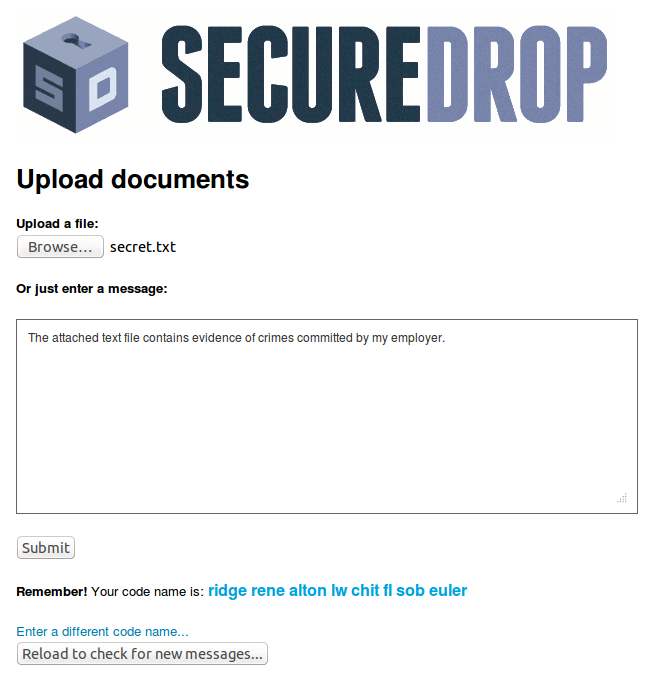 SD
SECUREDROP
Upload documents
Upload a file:
Browse... secret.txt
Or just enter a message:
The attached text file contains evidence of crimes committed by my employer.
Submit
Remember! Your code name is: ridge rene alton lw chit fl sob euler
Enter a different code name...
Reload to check for new messages...